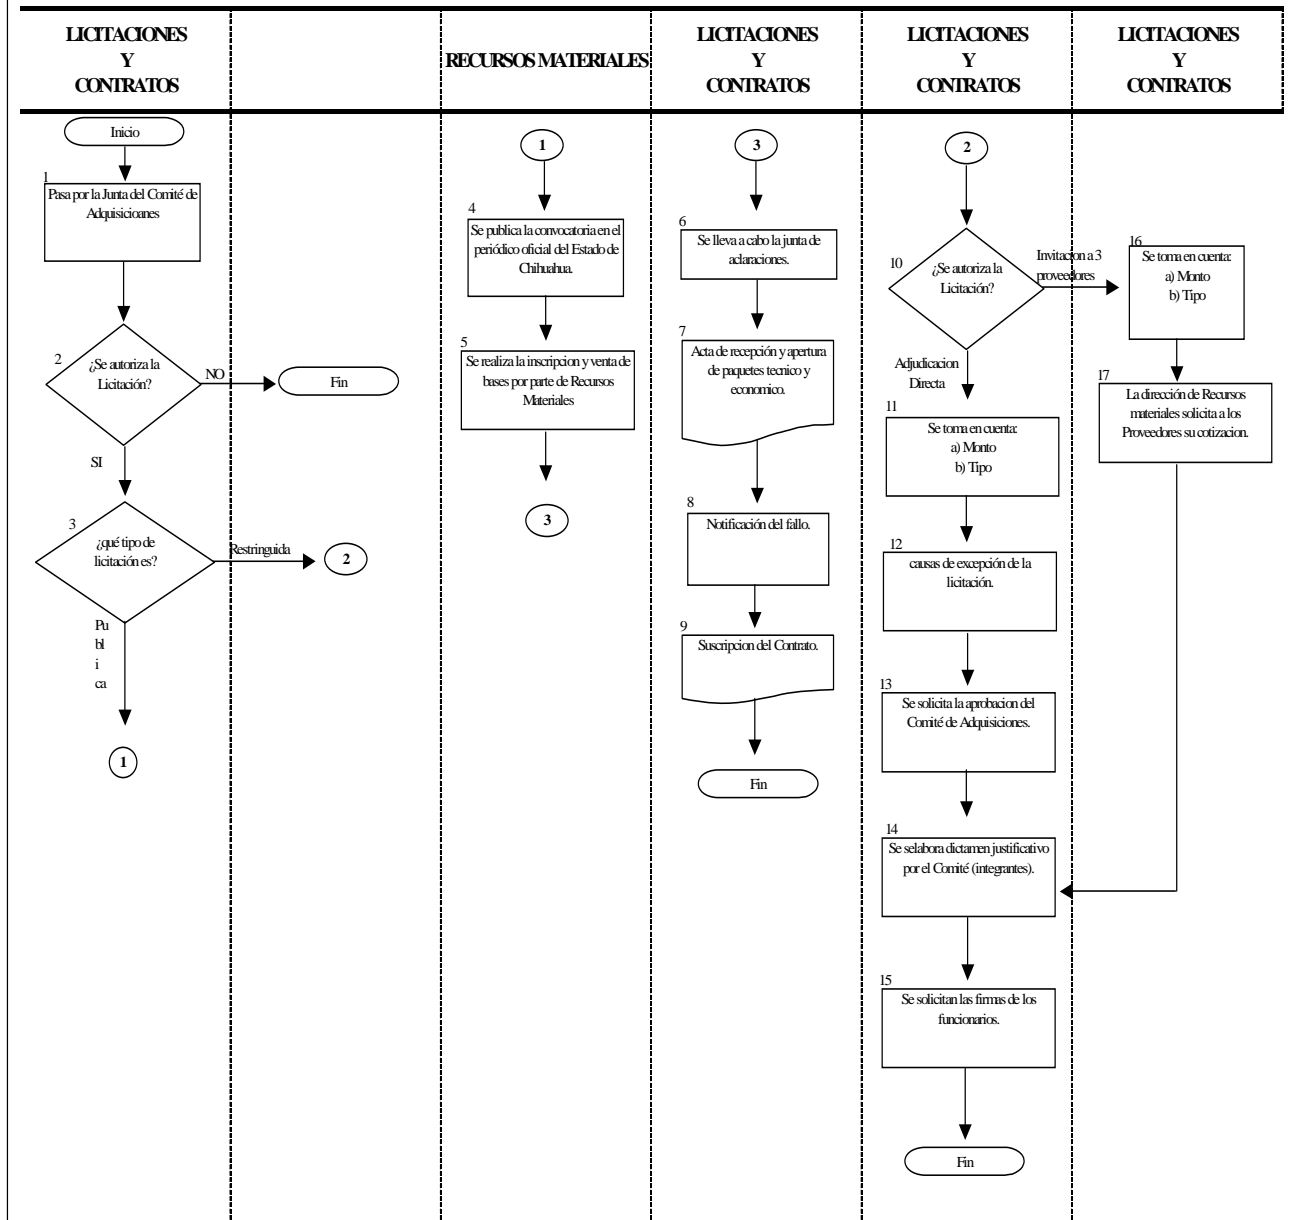 LICITACIONES
Y
CONTRATOS
RECURSOS MATERIALES
LICITACIONES
Y
CONTRATOS
LICITACIONES
Y
CONTRATOS
LICITACIONES
Y
CONTRATOS
Inicio
1
Pasa por la Junta del Comité de
Adquisicioanes
2
¿Se autoriza la
Licitación?
NO
Fin
SI
3
¿qué tipo de
licitación es?
Restringuida
2
Pu
bl
i
ca
1
1
4
Se publica la convocatoria en el
periódico oficial del Estado de
Chihuahua.
5
Se realiza la inscripcion y venta de
bases por parte de Recursos
Materiales
3
3
6
Se lleva a cabo la junta de
aclaraciones.
7
Acta de recepción y apertura
de paquetes tecnico y
economico.
8
Notificación del fallo.
9
Suscripcion del Contrato.
Fin
2
10
¿Se autoriza la
Licitación?
Invitacion a 3
proveedores
Adjudicacion
Directa
11
Se toma en cuenta:
a) Monto
b) Tipo
12
causas de excepción de la
licitación.
13
Se solicita la aprobacion del
Comité de Adquisiciones.
14
Se selabora dictamen justificativo
por el Comité (integrantes).
15
Se solicitan las firmas de los
funcionarios.
Fin
16
Se toma en cuenta:
a) Monto
b) Tipo
17
La dirección de Recursos
materiales solicita a los
Proveedores su cotizacion.